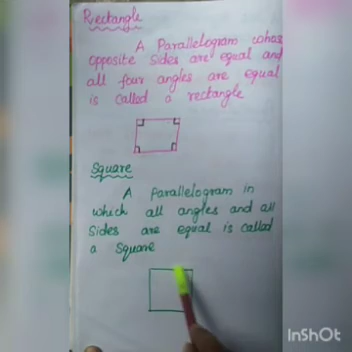 Rectangle
A Parallelogram whos
opposite sides are equal and
all four angles are equal
is called a rectangle
Square
A Parallelogram in
which all angles and all
sides are equal is called
a square
InShOt